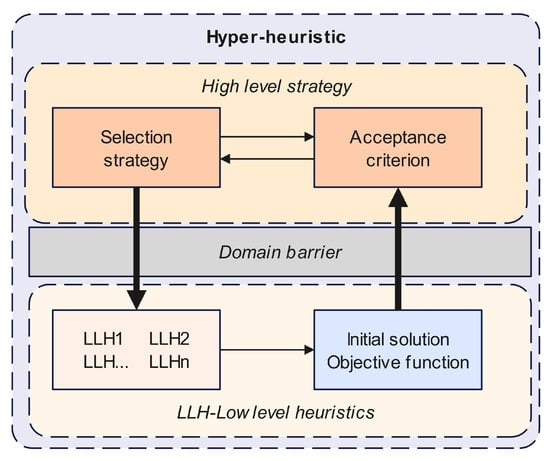 Hyper-heuristic
High level strategy
Selection
strategy
Acceptance
criterion
Domain barrier
LLH1 LLH2
LLH... LLHn
Initial solution
Objective function
LLH-Low level heuristics